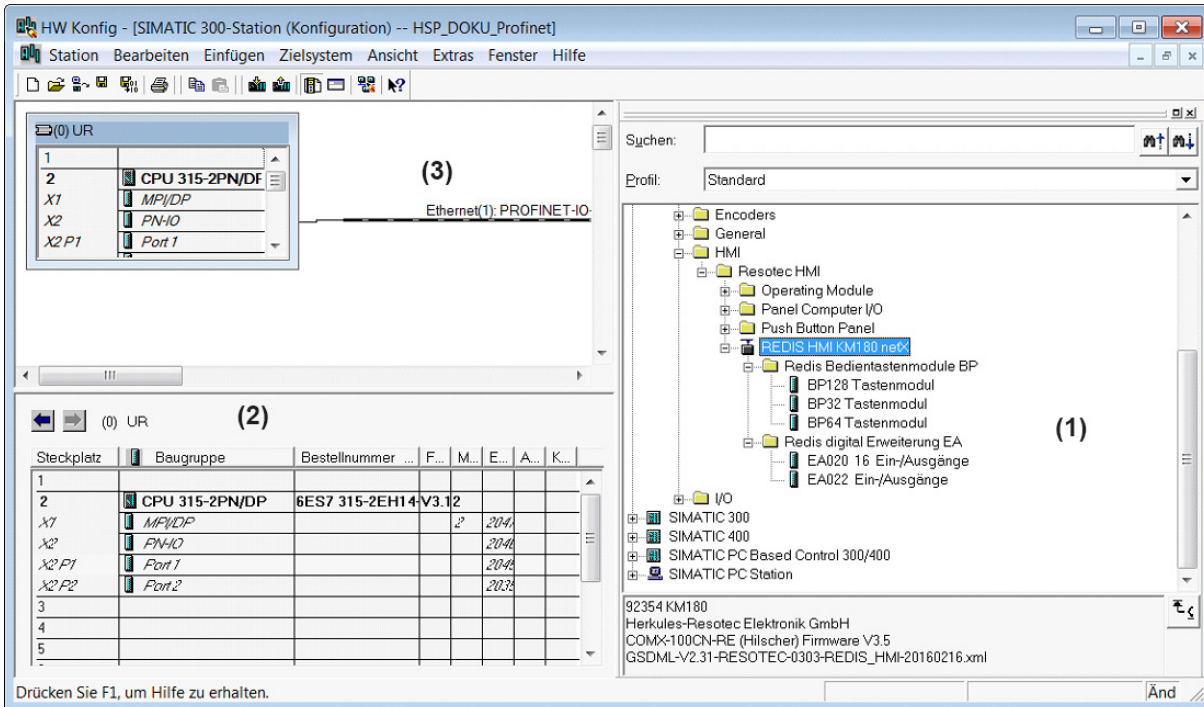 HW Konfig - [SIMATIC 300-Station (Konfiguration) -- HSP_DOKU_Profinet]
Station Bearbeiten Einfügen Zielsystem Ansicht Extras Fenster Hilfe
(0) UR
1
2 CPU 315-2PN/DP
X1 MPI/DP
X2 PN-IO
X2 P1 Port 1
(3)
Ethernet(1): PROFINET-IO-
(0) UR
(2)
Steckplatz Baugruppe Bestellnummer ... F... M... E... A... K...
1
2 CPU 315-2PN/DP 6ES7 315-2EH14- V3.1 2
X1 MPI/DP 2
X2 PN-IO
X2 P1 Port 1
X2 P2 Port 2
3
4
5
Suchen:
Profil: Standard
Encoders
General
HMI
Resotec HMI
Operating Module
Panel Computer I/O
Push Button Panel
REDIS HMI KM180 netX
Redis Bedientastenmodule BP
BP128 Tastenmodul
BP32 Tastenmodul
BP64 Tastenmodul
Redis digital Erweiterung EA
EA020 16 Ein-/Ausgänge
EA022 Ein-/Ausgänge
I/O
SIMATIC 300
SIMATIC 400
SIMATIC PC Based Control 300/400
SIMATIC PC Station
(1)
92354 KM180
Herkules-Resotec Elektronik GmbH
COMX-100CN-RE (Hilscher) Firmware V3.5
GSDML-V2.31-RESOTEC-0303-REDIS_HMI-20160216.xml
Drücken Sie F1, um Hilfe zu erhalten.
Änd